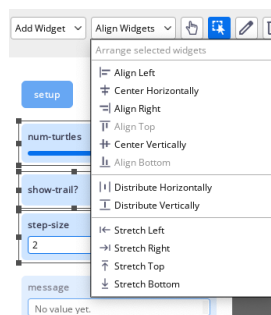 Add Widget
Align Widgets
Arrange selected widgets
Align Left
Center Horizontally
Align Right
Align Top
Center Vertically
Align Bottom
Distribute Horizontally
Distribute Vertically
Stretch Left
Stretch Right
Stretch Top
Stretch Bottom
setup
num-turtles
show-trail?
step-size
2
message
No value yet.